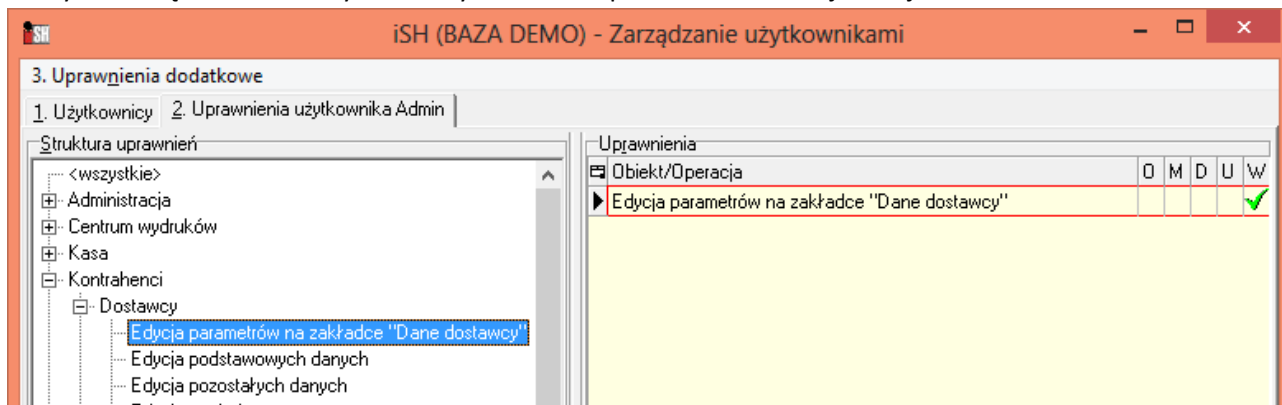 iSH
iSH (BAZA DEMO) - Zarządzanie użytkownikami
3. Uprawnienia dodatkowe
1. Użytkownicy 2. Uprawnienia użytkownika Admin
Struktura uprawnień
<wszystkie>
Administracja
Centrum wydruków
Kasa
Kontrahenci
Dostawcy
Edycja parametrów na zakładce "Dane dostawcy"
Edycja podstawowych danych
Edycja pozostałych danych
Uprawnienia
Obiekt/Operacja O M D U W
Edycja parametrów na zakładce "Dane dostawcy"